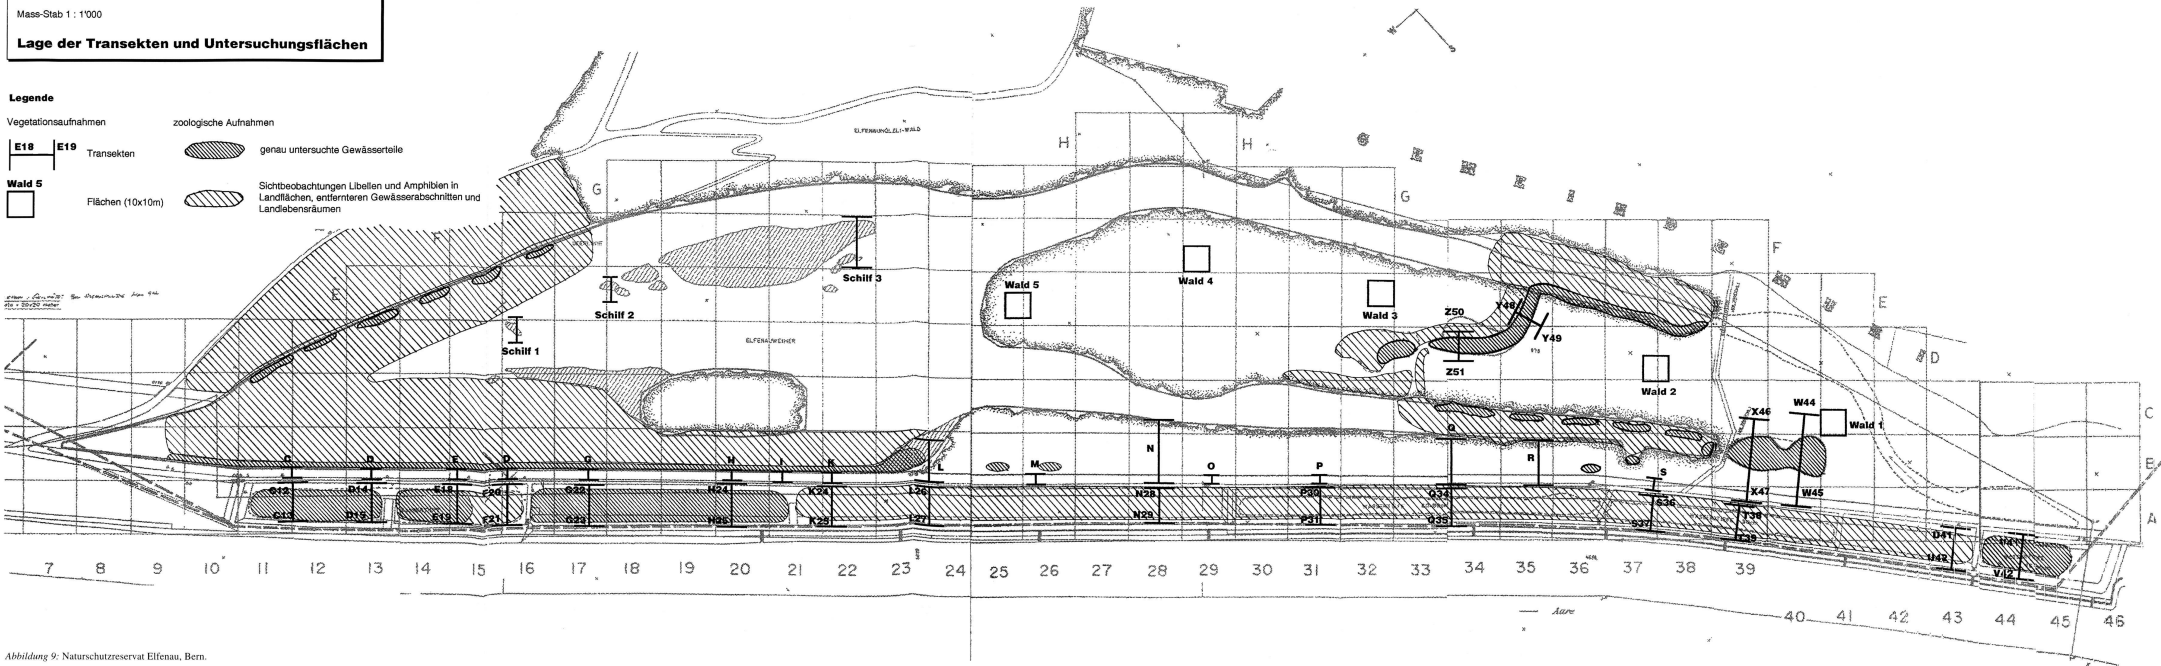 Mass-Stab 1 : 1'000
Lage der Transekten und Untersuchungsflächen
Legende
Vegetationsaufnahmen
zoologische Aufnahmen
E18 E19
Transekten
genau untersuchte Gewässerteile
Wald 5
Flächen (10x10m)
Sichtbeobachtungen Libellen und Amphibien in
Landflächen, entfernteren Gewässerabschnitten und
Landlebensräumen
W S
ELFENAUHÖLZLI-WALD
H H
G G
F F
E E
D
C
B
A
Schilf 3
Schilf 2
Schilf 1
ELFENAUWEIHER
Wald 5
Wald 4
Wald 3
Wald 2
Wald 1
Z50
Z51
Y48
Y49
X46
X47
W44
W45
C D E D G H I K L M N O P Q R S
C12 D14 E18 F20 G22 H24 K24 L26 N28 P30 Q34 S36 T38 U41
C13 D15 E19 F21 G23 H25 K25 L27 N29 P31 Q35 S37 T39 U42 V42
7 8 9 10 11 12 13 14 15 16 17 18 19 20 21 22 23 24 25 26 27 28 29 30 31 32 33 34 35 36 37 38 39 40 41 42 43 44 45 46
Aare
Abbildung 9: Naturschutzreservat Elfenau, Bern.